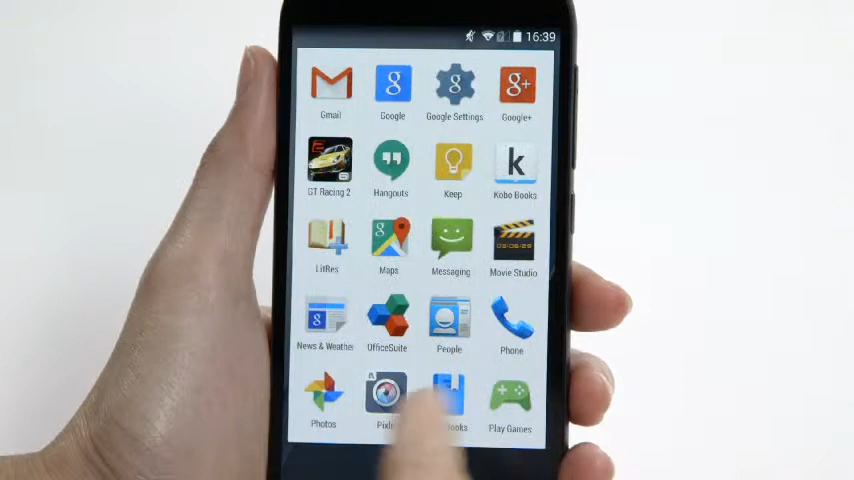 16:39
Gmail Google Google Settings Google+
GT Racing 2 Hangouts Keep Kobo Books
LitRes Maps Messaging Movie Studio
News & Weather OfficeSuite People Phone
Photos Play Games